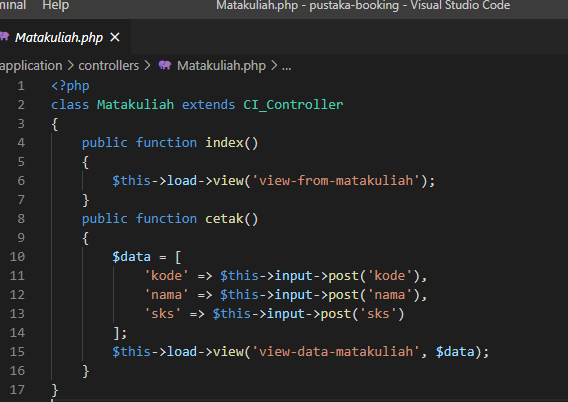 Help
Matakuliah.php - pustaka-booking - Visual Studio Code
Matakuliah.php ×
application > controllers > Matakuliah.php > ...
1 <?php
2 class Matakuliah extends CI_Controller
3 {
4     public function index()
5     {
6         $this->load->view('view-from-matakuliah');
7     }
8     public function cetak()
9     {
10         $data = [
11             'kode' => $this->input->post('kode'),
12             'nama' => $this->input->post('nama'),
13             'sks' => $this->input->post('sks')
14         ];
15         $this->load->view('view-data-matakuliah', $data);
16     }
17 }